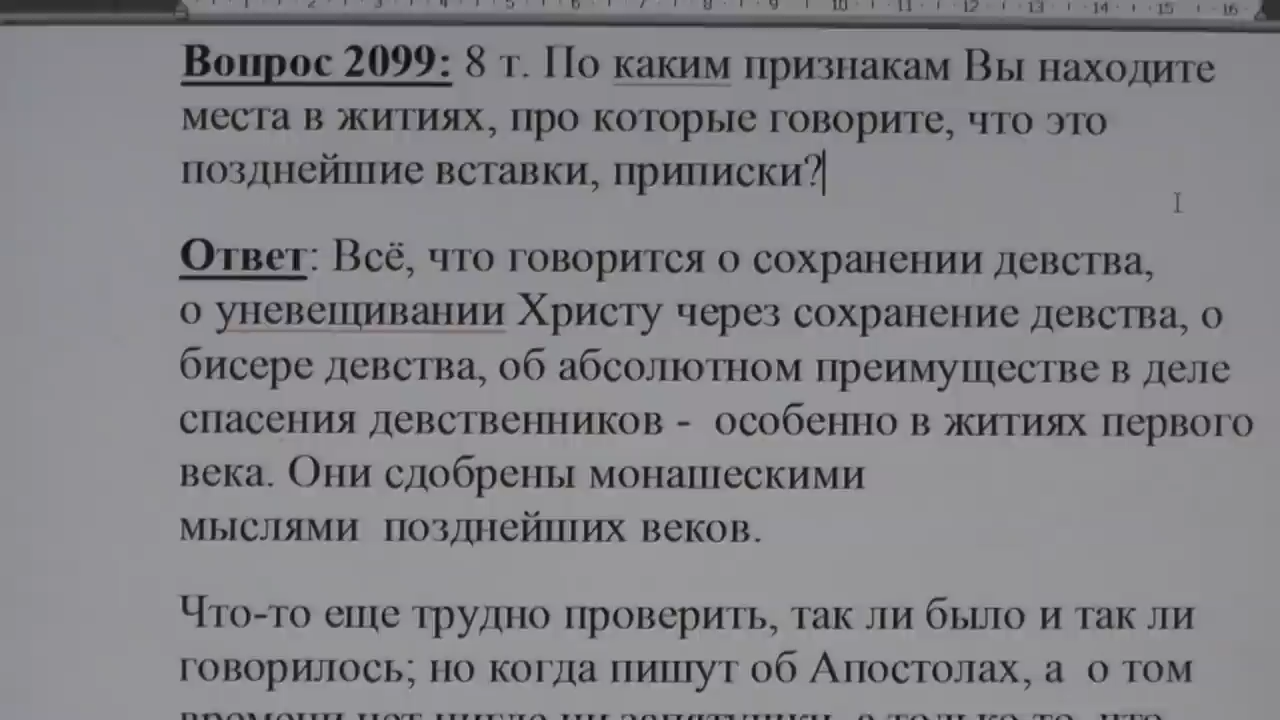 Вопрос 2099: 8 т. По каким признакам Вы находите
места в житиях, про которые говорите, что это
позднейшие вставки, приписки?
Ответ: Всё, что говорится о сохранении девства,
о уневещивании Христу через сохранение девства, о
бисере девства, об абсолютном преимуществе в деле
спасения девственников - особенно в житиях первого
века. Они сдобрены монашескими
мыслями позднейших веков.
Что-то еще трудно проверить, так ли было и так ли
говорилось; но когда пишут об Апостолах, а о том